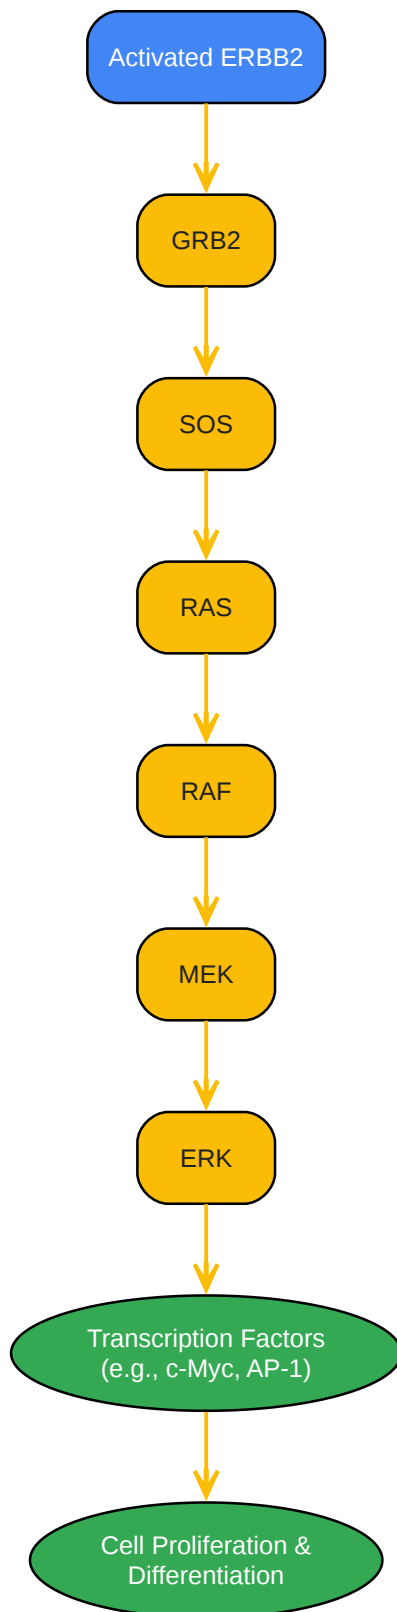 Activated ERBB2
GRB2
SOS
RAS
RAF
MEK
ERK
Transcription Factors
(e.g., c-Myc, AP-1)
Cell Proliferation &
Differentiation